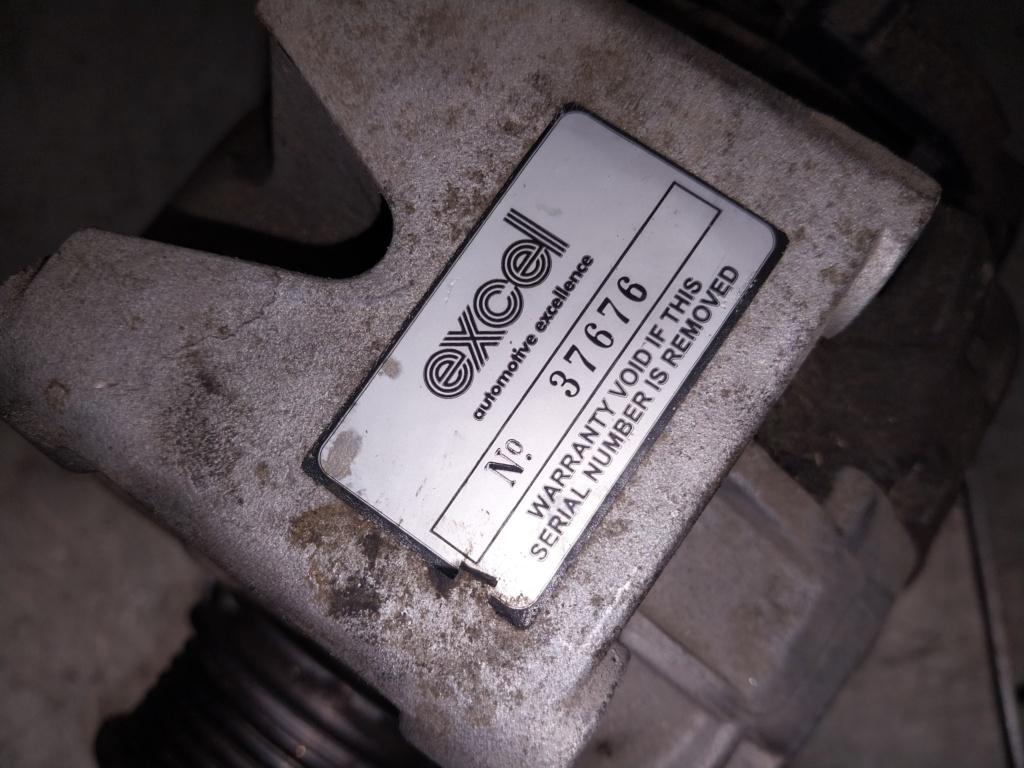 excel
automotive excellence
Nº 37676
WARRANTY VOID IF THIS
SERIAL NUMBER IS REMOVED